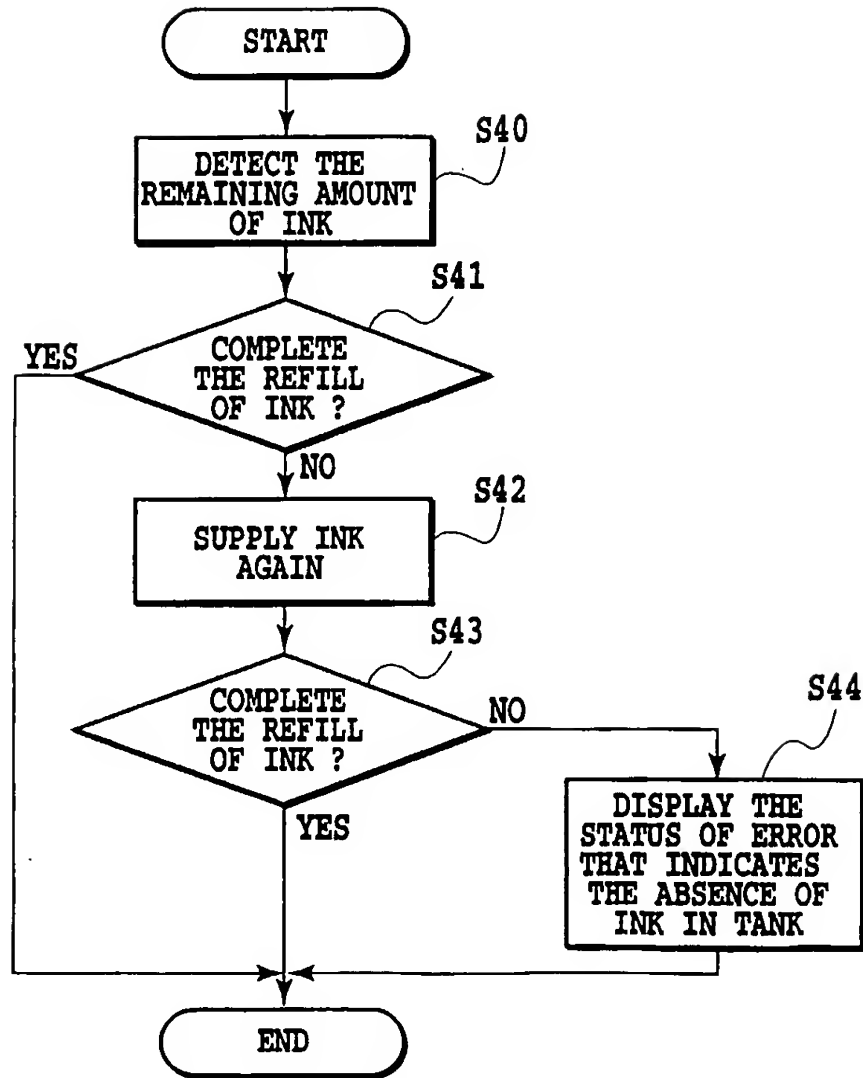 START
S40
DETECT THE
REMAINING AMOUNT
OF INK
S41
COMPLETE
THE REFILL
OF INK ?
YES
NO
S42
SUPPLY INK
AGAIN
S43
COMPLETE
THE REFILL
OF INK ?
NO
YES
S44
DISPLAY THE
STATUS OF ERROR
THAT INDICATES
THE ABSENCE OF
INK IN TANK
END